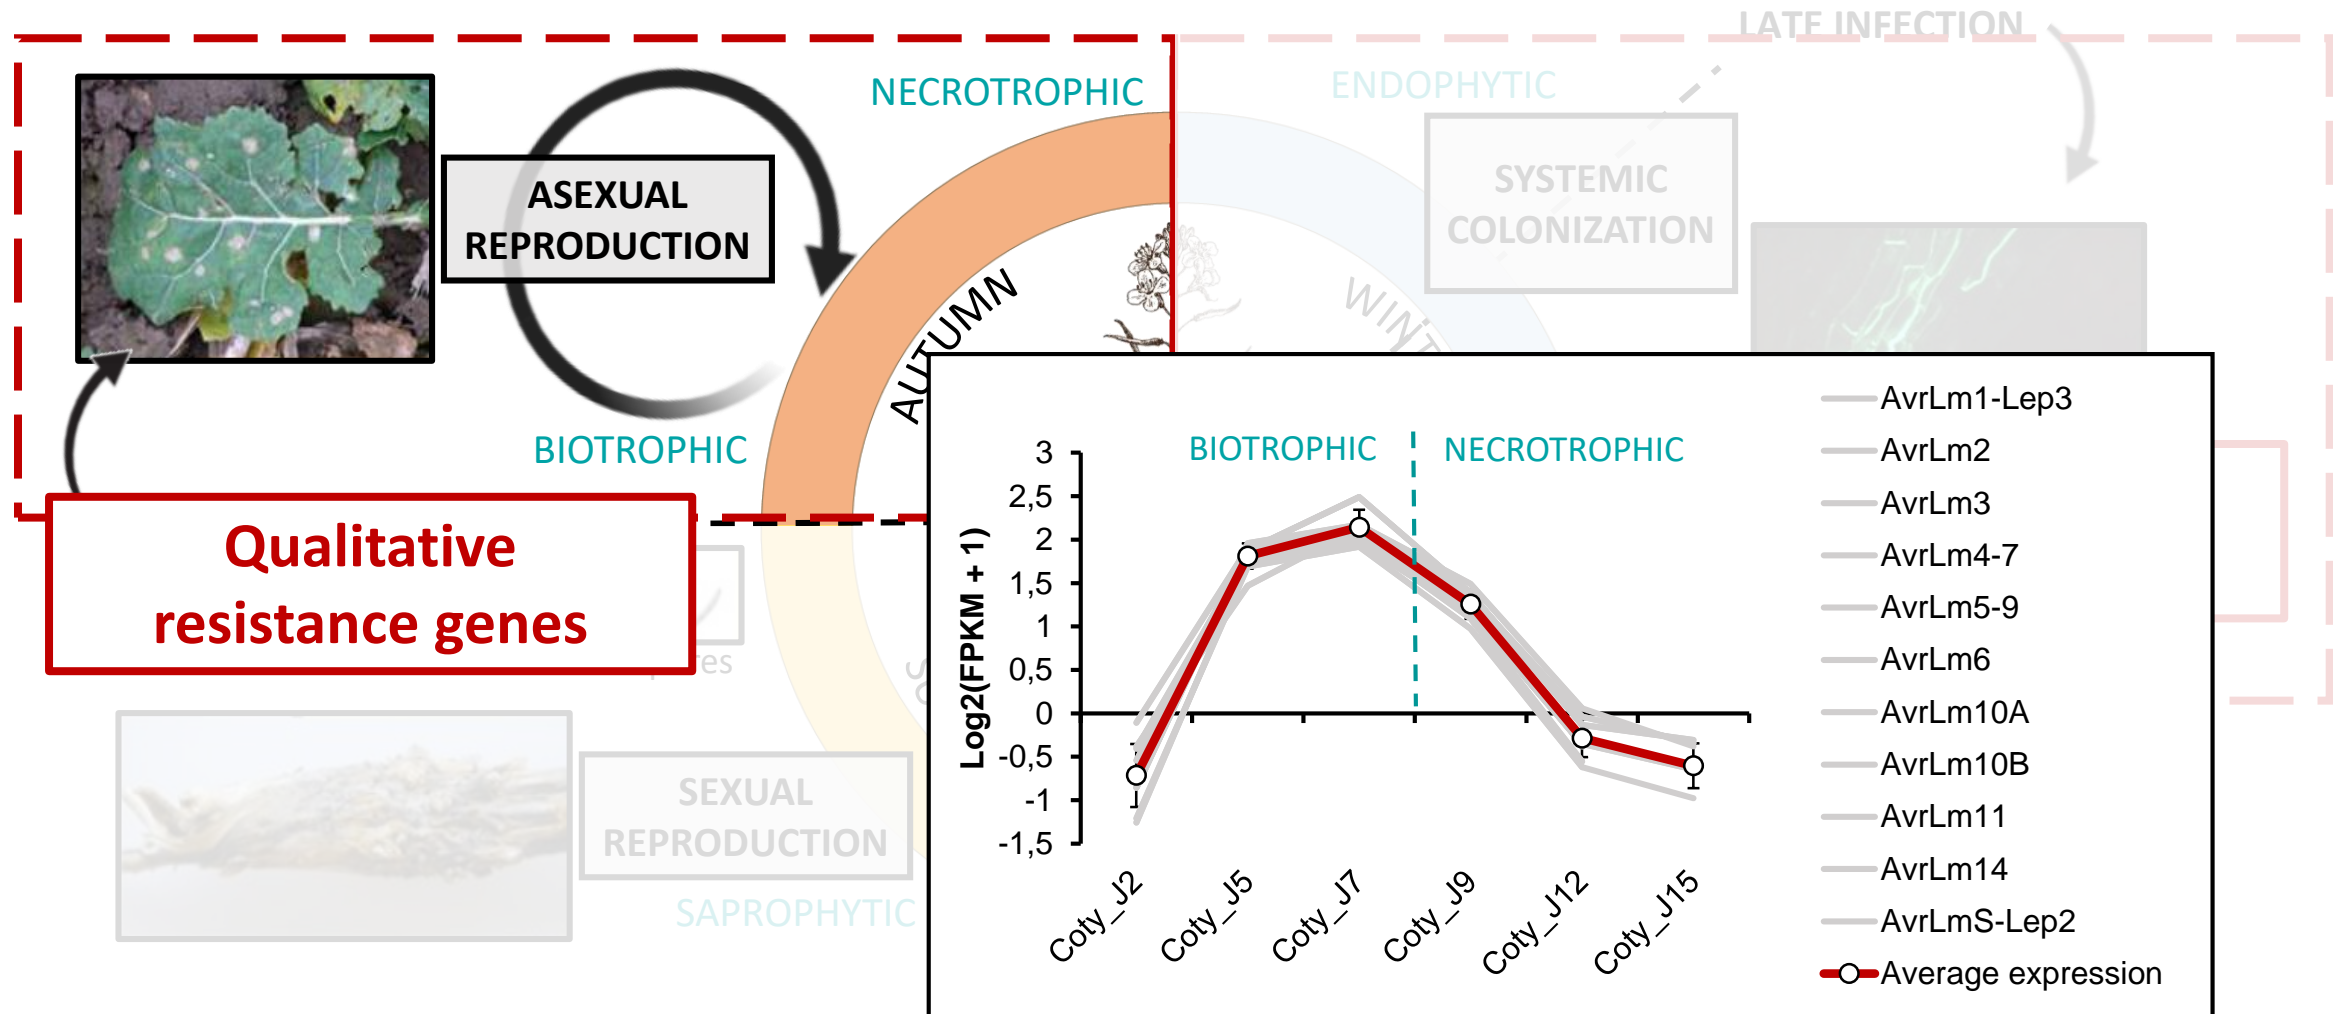 LATE INFECTION
NECROTROPHIC
ENDOPHYTIC
ASEXUAL
REPRODUCTION
SYSTEMIC
COLONIZATION
AUTUMN
BIOTROPHIC
Qualitative
resistance genes
SEXUAL
REPRODUCTION
SAPROPHYTIC
BIOTROPHIC
NECROTROPHIC
Log2(FPKM + 1)
3
2,5
2
1,5
1
0,5
0
-0,5
-1
-1,5
Coty_J2
Coty_J5
Coty_J7
Coty_J9
Coty_J12
Coty_J15
AvrLm1-Lep3
AvrLm2
AvrLm3
AvrLm4-7
AvrLm5-9
AvrLm6
AvrLm10A
AvrLm10B
AvrLm11
AvrLm14
AvrLmS-Lep2
Average expression